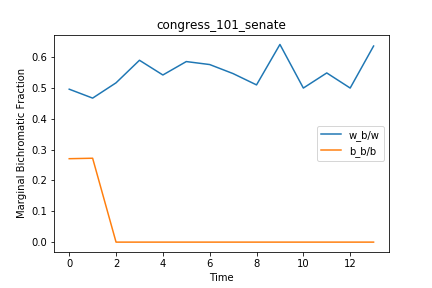 congress_101_senate
Marginal Bichromatic Fraction
0.6
0.5
0.4
0.3
0.2
0.1
0.0
w_b/w
b_b/b
0 2 4 6 8 10 12
Time